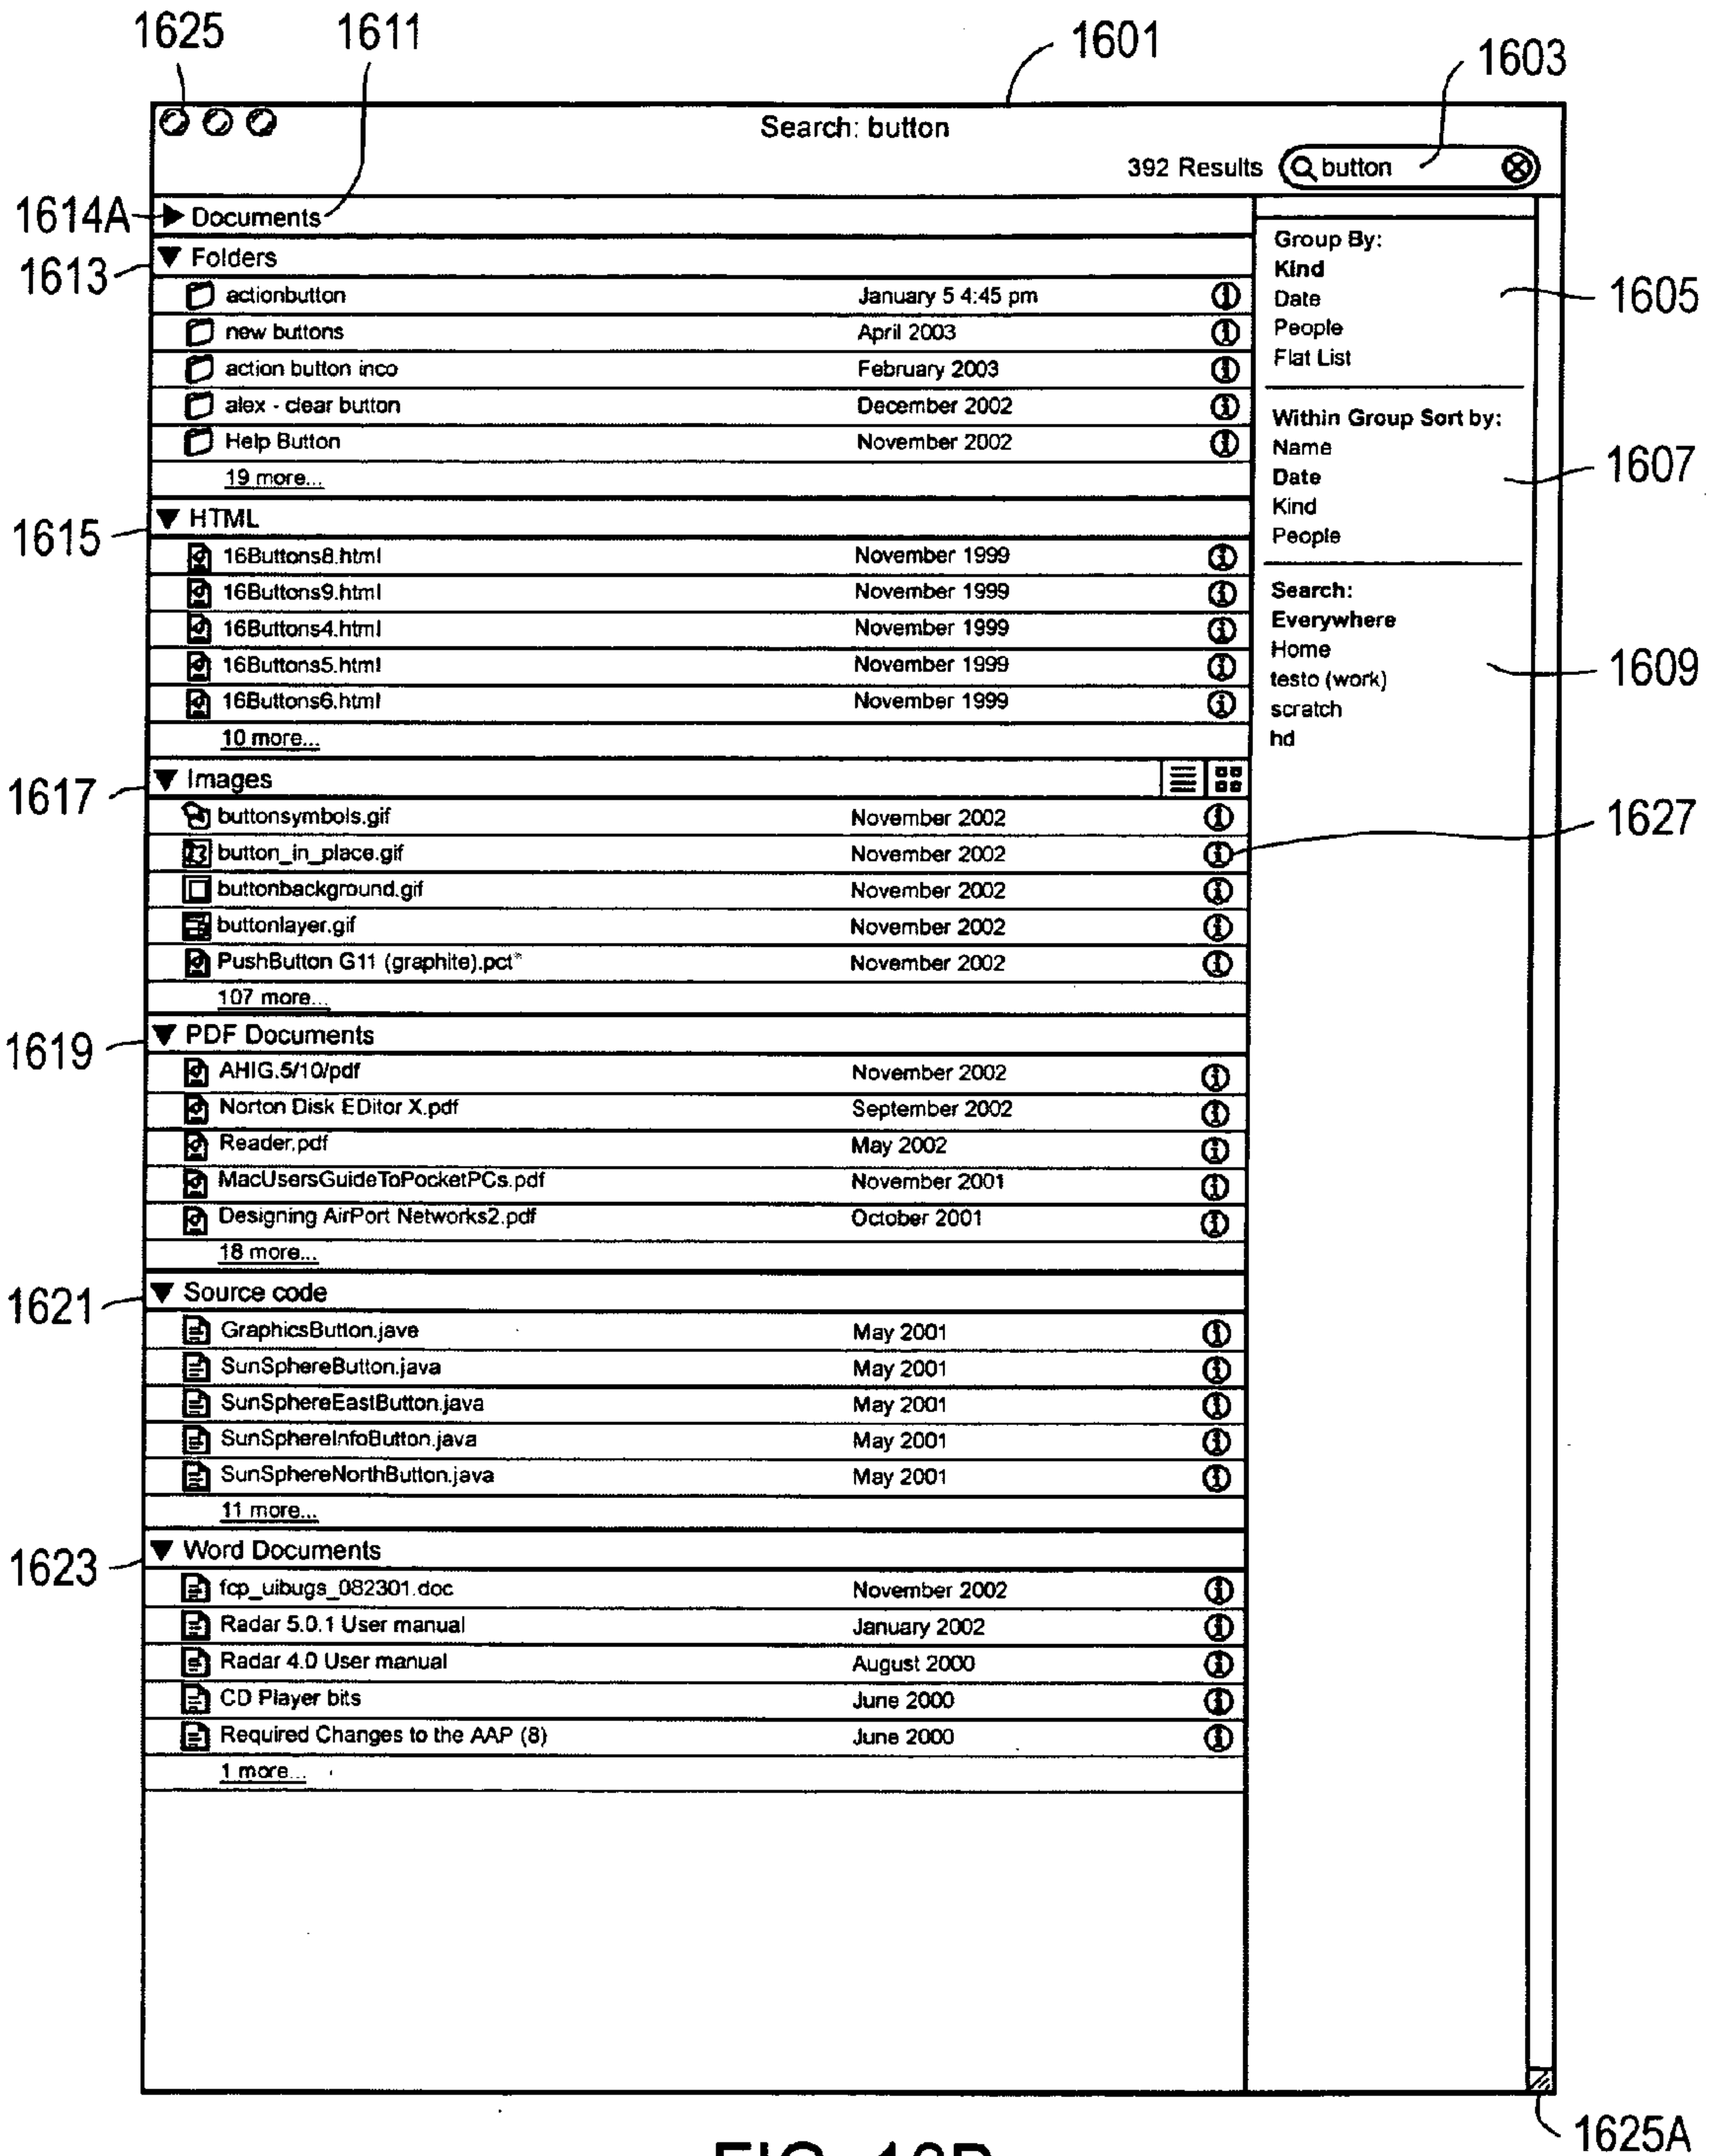 1625 1611 1601 1603
Search: button
392 Results button
1614A Documents
1613 Folders
actionbutton January 5 4:45 pm
new buttons April 2003
action button inco February 2003
alex - clear button December 2002
Help Button November 2002
19 more...
1615 HTML
16Buttons8.html November 1999
16Buttons9.html November 1999
16Buttons4.html November 1999
16Buttons5.html November 1999
16Buttons6.html November 1999
10 more...
1617 Images
buttonsymbols.gif November 2002
button_in_place.gif November 2002
buttonbackground.gif November 2002
buttonlayer.gif November 2002
PushButton G11 (graphite).pct* November 2002
107 more...
1619 PDF Documents
AHIG.5/10/pdf November 2002
Norton Disk EDitor X.pdf September 2002
Reader.pdf May 2002
MacUsersGuideToPocketPCs.pdf November 2001
Designing AirPort Networks2.pdf October 2001
18 more...
1621 Source code
GraphicsButton.jave May 2001
SunSphereButton.java May 2001
SunSphereEastButton.java May 2001
SunSphereInfoButton.java May 2001
SunSphereNorthButton.java May 2001
11 more...
1623 Word Documents
fcp_uibugs_082301.doc November 2002
Radar 5.0.1 User manual January 2002
Radar 4.0 User manual August 2000
CD Player bits June 2000
Required Changes to the AAP (8) June 2000
1 more...
Group By:
Kind
Date 1605
People
Flat List
Within Group Sort by:
Name
Date 1607
Kind
People
Search:
Everywhere
Home
testo (work) 1609
scratch
hd
1627
1625A